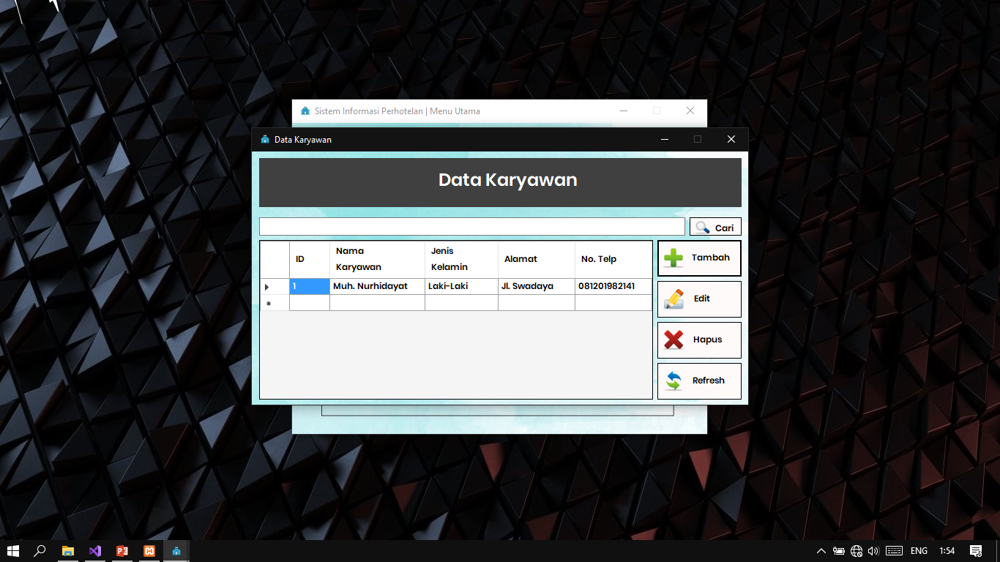 Sistem Informasi Perhotelan | Menu Utama
Data Karyawan
Data Karyawan
Cari
ID
Nama
Karyawan
Jenis
Kelamin
Alamat
No. Telp
1
Muh. Nurhidayat
Laki-Laki
Jl. Swadaya
081201982141
Tambah
Edit
Hapus
Refresh
ENG
1:54